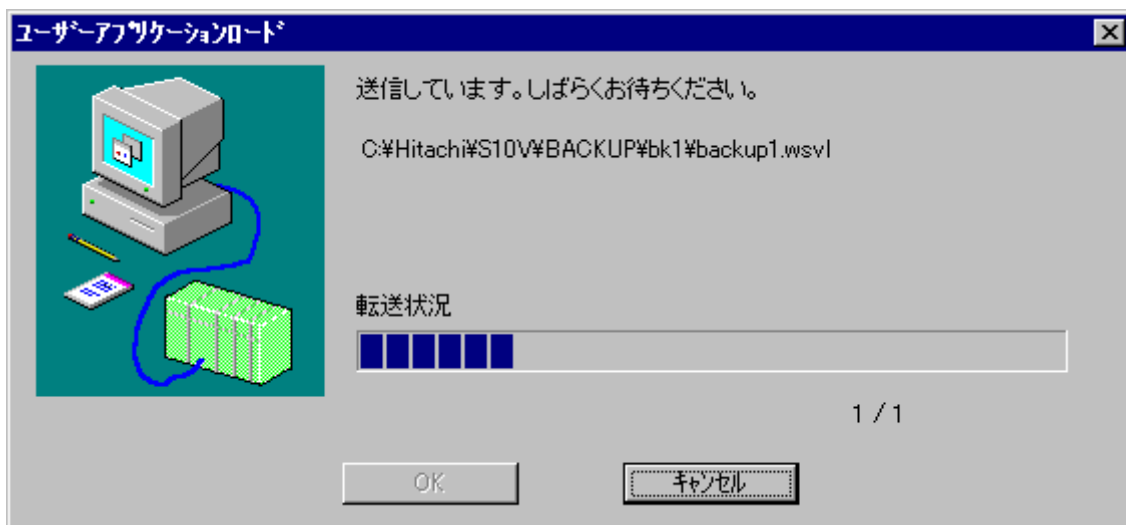 ﾕｰｻﾞｰｱﾌﾟﾘｹｰｼｮﾝﾛｰﾄﾞ
送信しています。しばらくお待ちください。
C:¥Hitachi¥S10V¥BACKUP¥bk1¥backup1.wsvl
転送状況
1 / 1
OK
ｷｬﾝｾﾙ